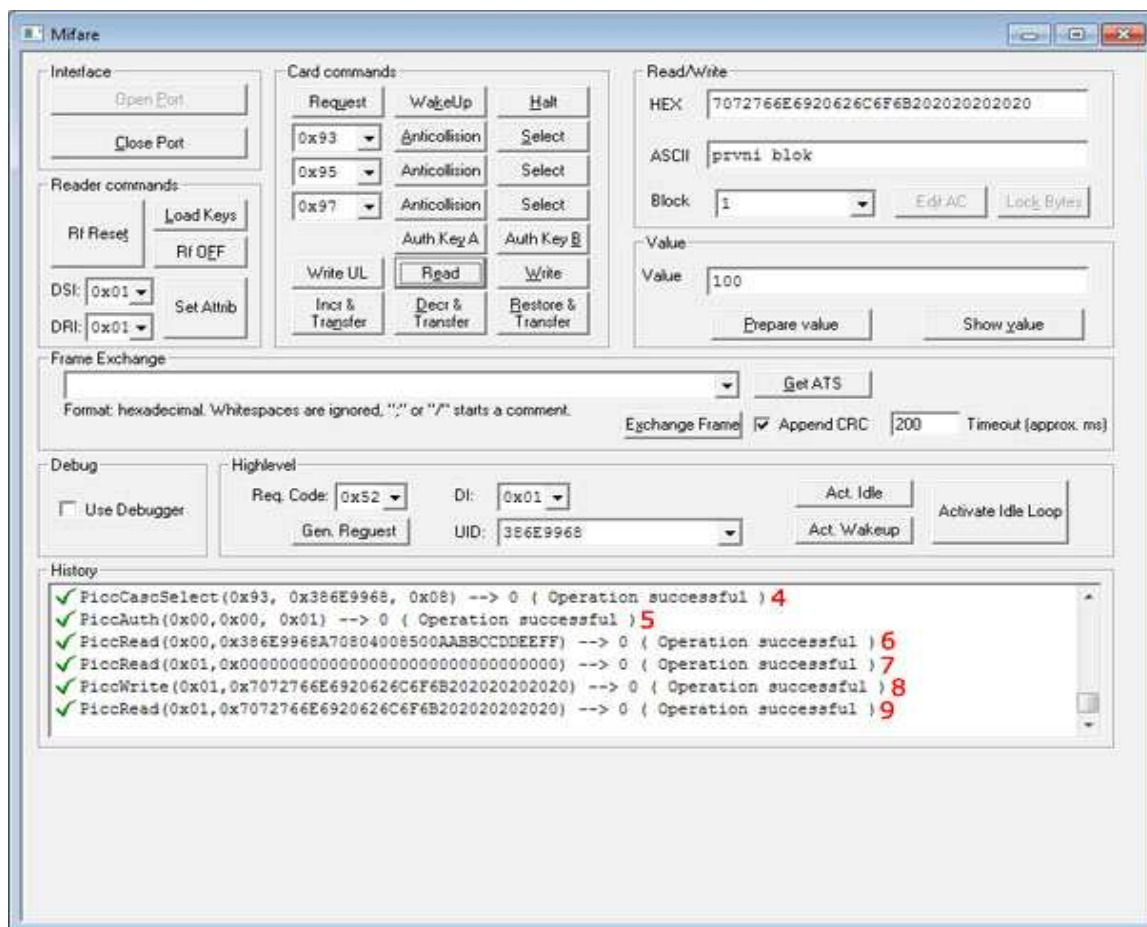 Mifare
Interface
Open Port
Close Port
Reader commands
Rf Reset
Load Keys
Rf OFF
DSI: 0x01
DRI: 0x01
Set Attrib
Card commands
Request WakeUp Halt
0x93 Anticollision Select
0x95 Anticollision Select
0x97 Anticollision Select
Auth Key A Auth Key B
Write UL Read Write
Incr & Transfer Decr & Transfer Restore & Transfer
Read/Write
HEX 7072766E6920626C6F6B202020202020
ASCII prvni blok
Block 1 Edit AC Lock Bytes
Value
Value 100
Prepare value Show value
Frame Exchange
Get ATS
Format: hexadecimal. Whitespaces are ignored, ";" or "/" starts a comment.
Exchange Frame Append CRC 200 Timeout (approx. ms)
Debug
Use Debugger
Highlevel
Req. Code: 0x52 DI: 0x01 Act. Idle
Gen. Reguest UID: 386E9968 Act. Wakeup
Activate Idle Loop
History
PiccCascSelect(0x93, 0x386E9968, 0x08) --> 0 ( Operation successful ) 4
PiccAuth(0x00,0x00, 0x01) --> 0 ( Operation successful ) 5
PiccRead(0x00,0x386E9968A70804008500AABBCCDDEEFF) --> 0 ( Operation successful ) 6
PiccRead(0x01,0x00000000000000000000000000000000) --> 0 ( Operation successful ) 7
PiccWrite(0x01,0x7072766E6920626C6F6B202020202020) --> 0 ( Operation successful ) 8
PiccRead(0x01,0x7072766E6920626C6F6B202020202020) --> 0 ( Operation successful ) 9